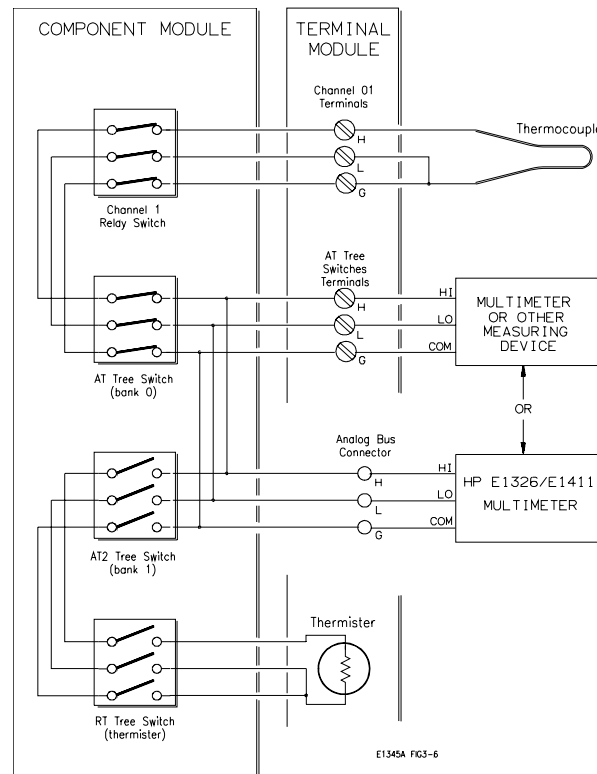 COMPONENT MODULE
TERMINAL
MODULE
Channel 01
Terminals
H
L
G
Thermocouple
Channel 1
Relay Switch
AT Tree
Switches
Terminals
H
L
G
HI
LO
COM
MULTIMETER
OR OTHER
MEASURING
DEVICE
AT Tree Switch
(bank 0)
OR
Analog Bus
Connector
H
L
G
HI
LO
COM
HP E1326/E1411
MULTIMETER
AT2 Tree Switch
(bank 1)
Thermister
RT Tree Switch
(thermister)
E1345A FIG3-6